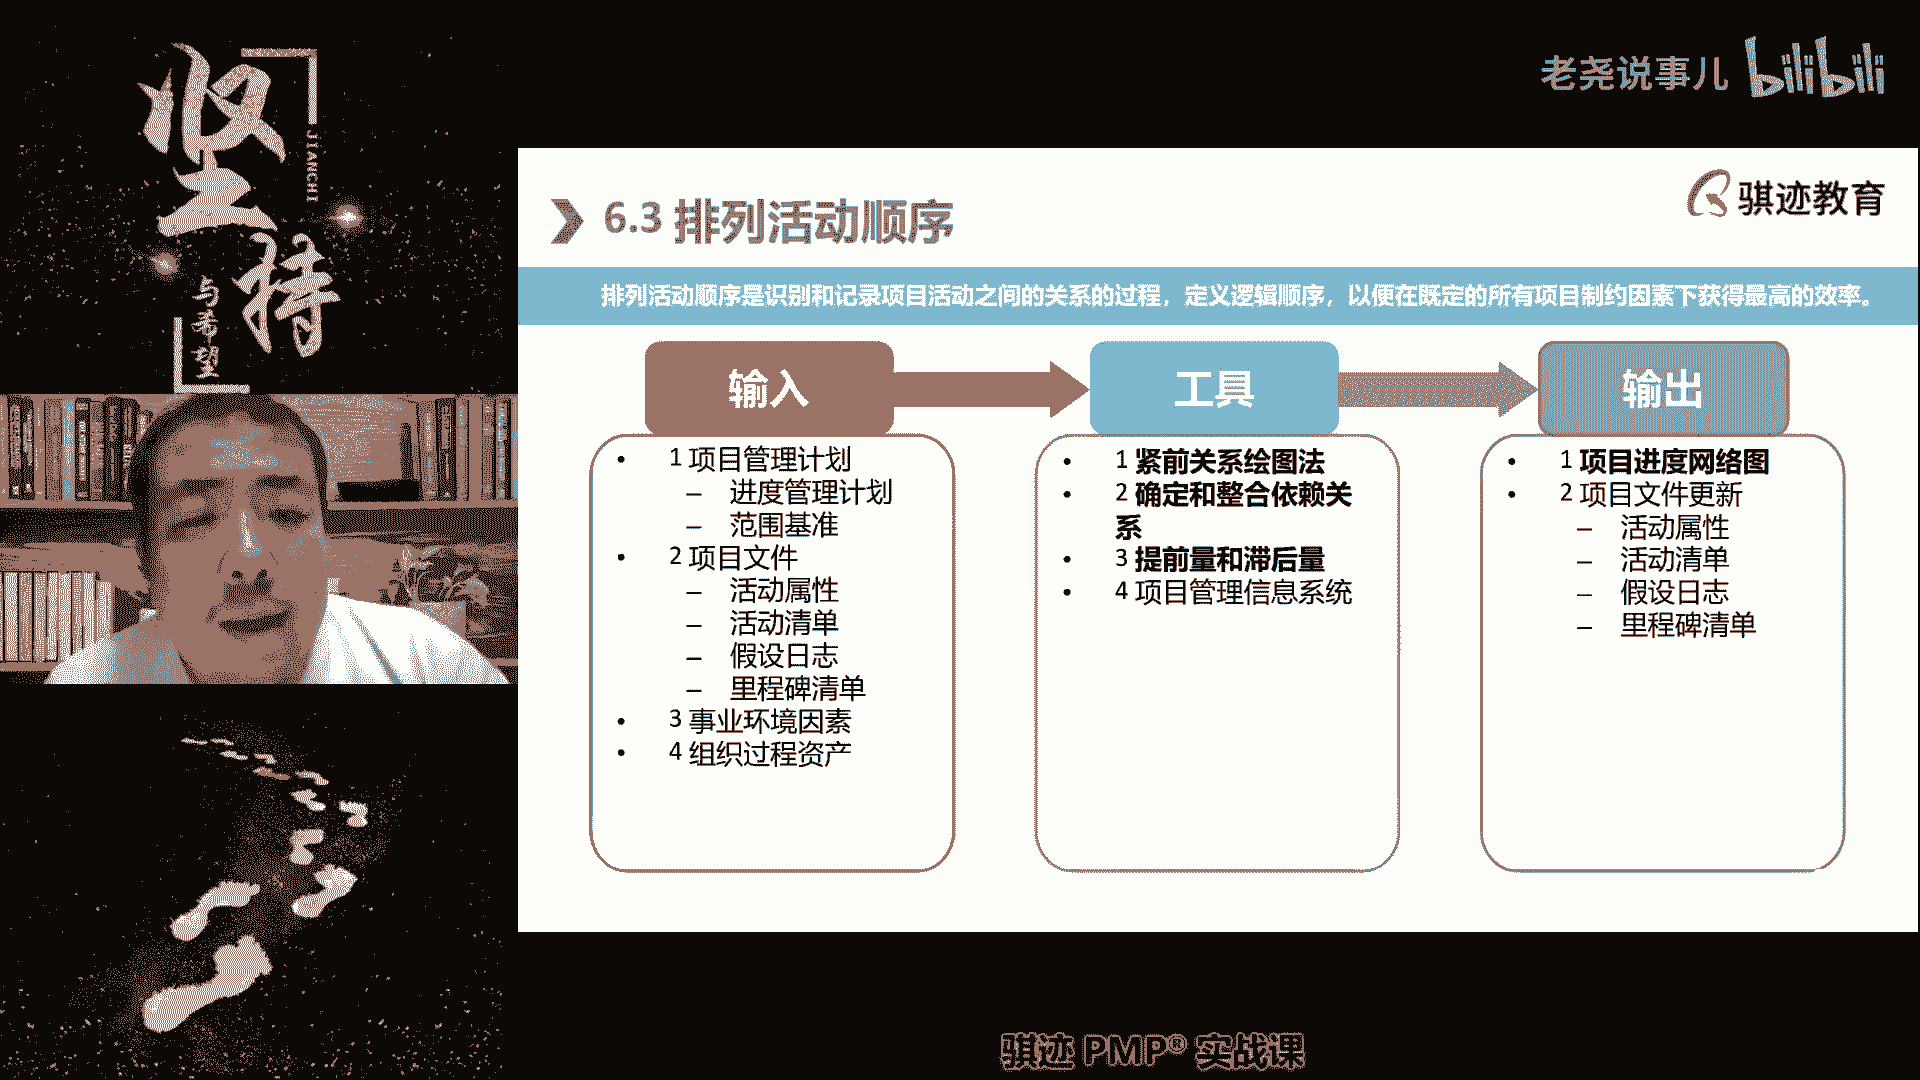 坚持
JIANCHI
与希望
老尧说事儿 bilibili
骐迹教育
6.3 排列活动顺序
排列活动顺序是识别和记录项目活动之间的关系的过程，定义逻辑顺序，以便在既定的所有项目制约因素下获得最高的效率。
输入
• 1 项目管理计划
– 进度管理计划
– 范围基准
• 2 项目文件
– 活动属性
– 活动清单
– 假设日志
– 里程碑清单
• 3 事业环境因素
• 4 组织过程资产
工具
• 1 紧前关系绘图法
• 2 确定和整合依赖关
系
• 3 提前量和滞后量
• 4 项目管理信息系统
输出
• 1 项目进度网络图
• 2 项目文件更新
– 活动属性
– 活动清单
– 假设日志
– 里程碑清单
骐迹 PMP® 实战课